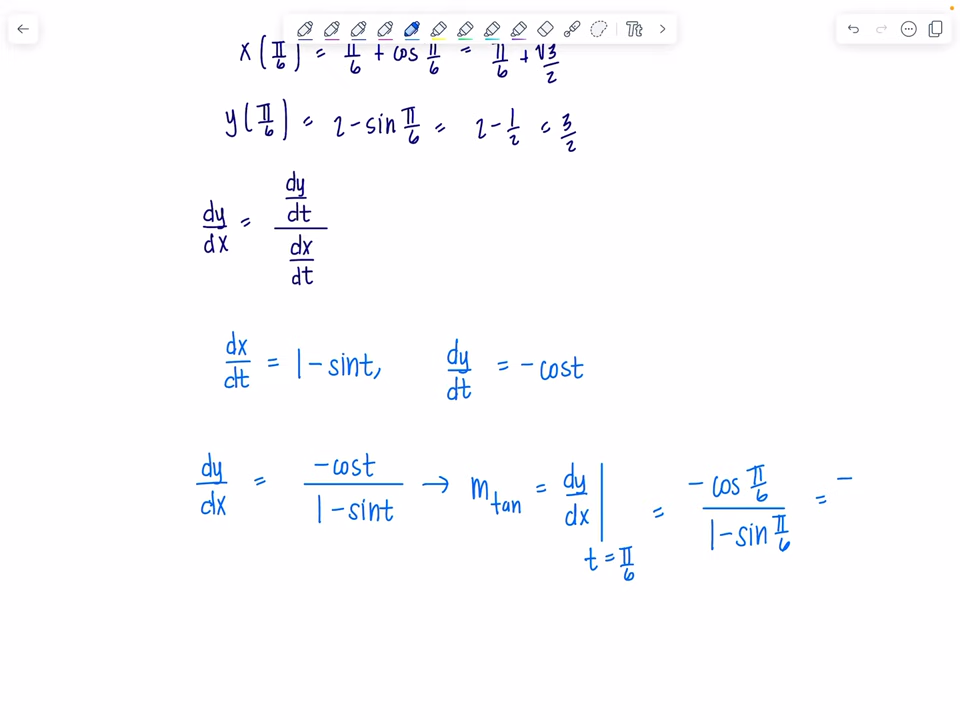 x(π/6) = π/6 + cos π/6 = π/6 + √3/2
y(π/6) = 2 - sin π/6 = 2 - 1/2 = 3/2
dy/dx = (dy/dt)/(dx/dt)
dx/dt = 1 - sint, dy/dt = -cost
dy/dx = -cost/(1 - sint) → m_tan = dy/dx |_(t = π/6) = -cos π/6 / (1 - sin π/6) = -
Tt